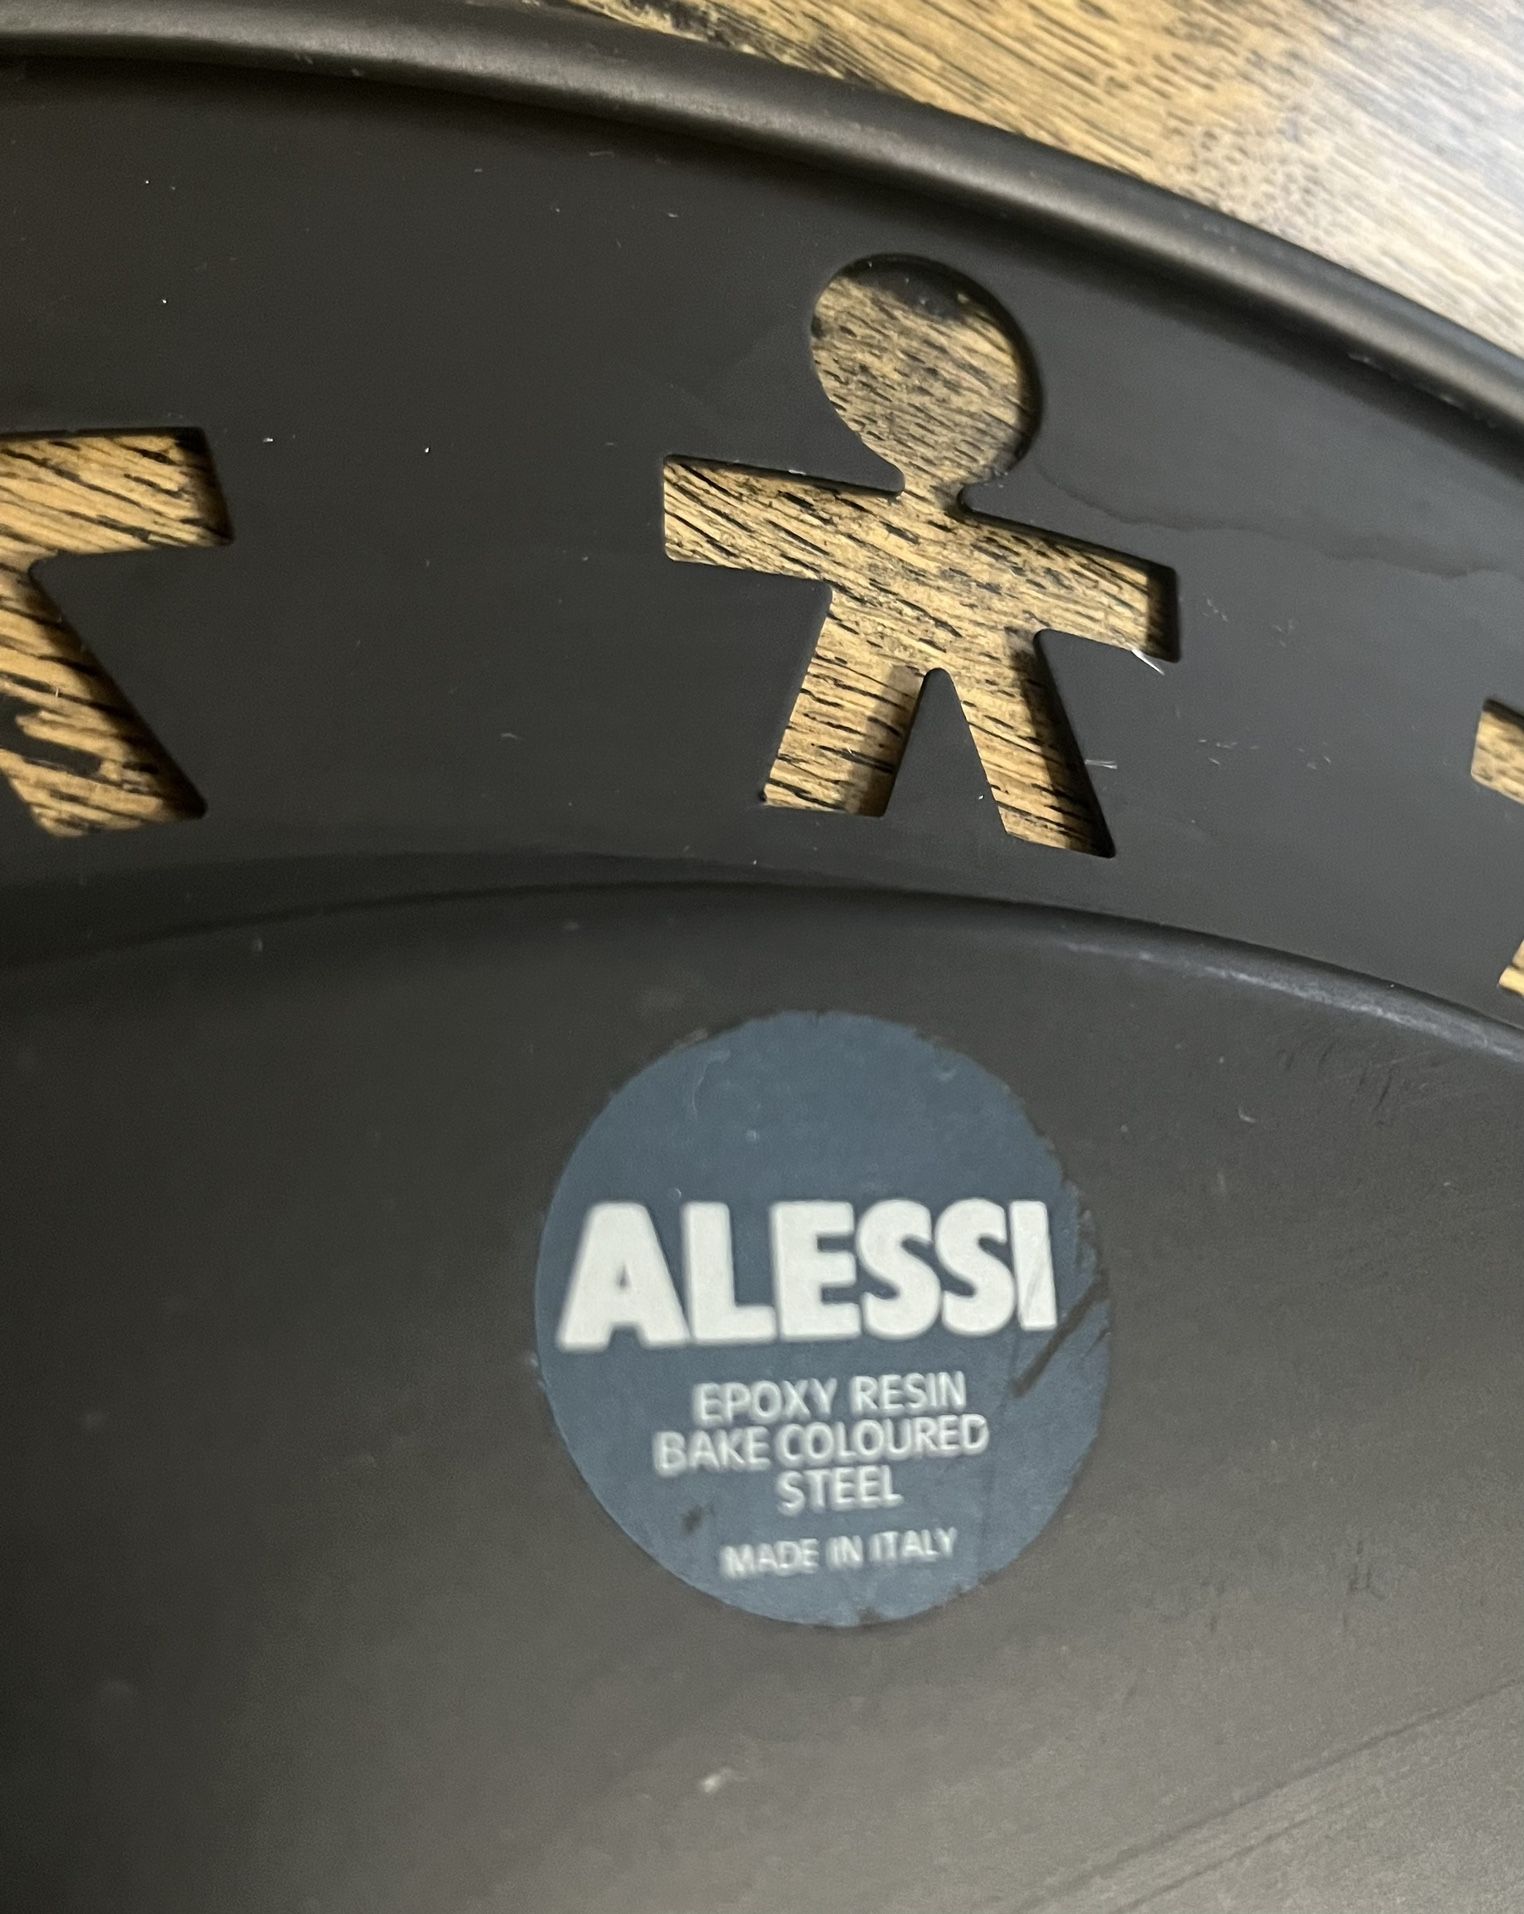 ALESSI
EPOXY RESIN
BAKE COLOURED
STEEL
MADE IN ITALY